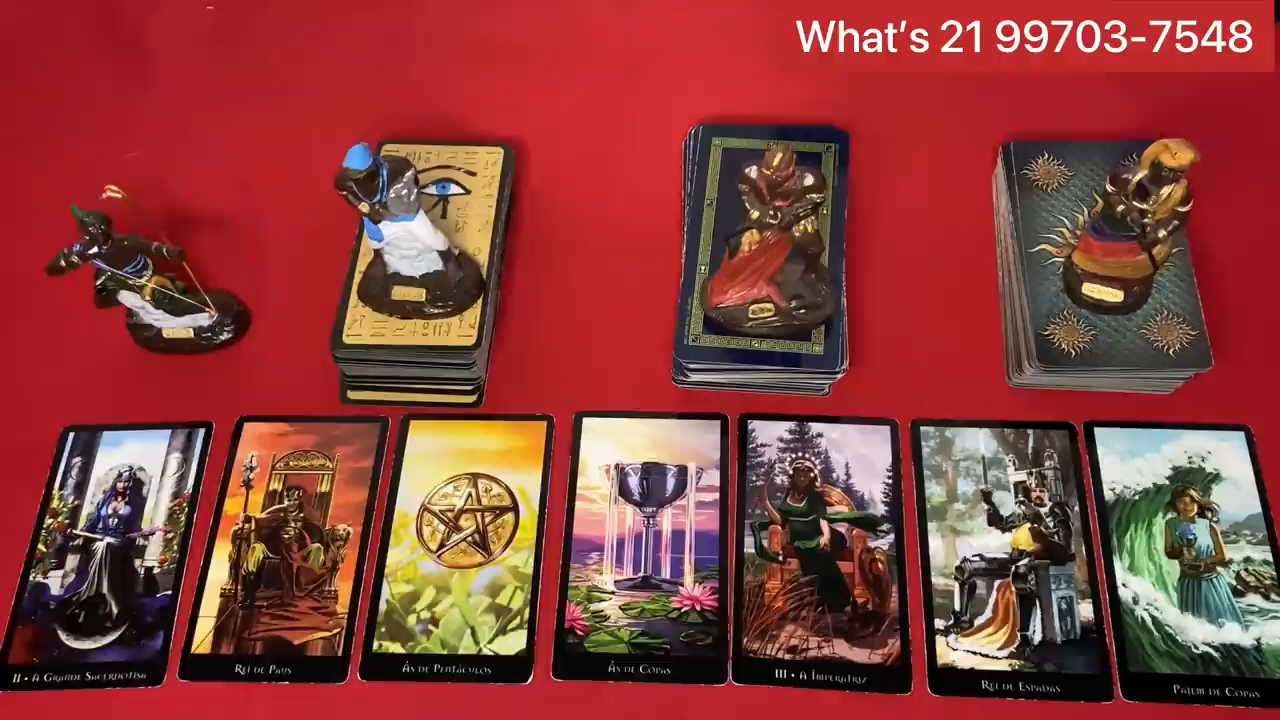 What’s 21 99703-7548
II • A Grande Sacerdotisa
Rei de Paus
Ás de Pentáculos
Ás de Copas
III • A Imperatriz
Rei de Espadas
Pajem de Copas